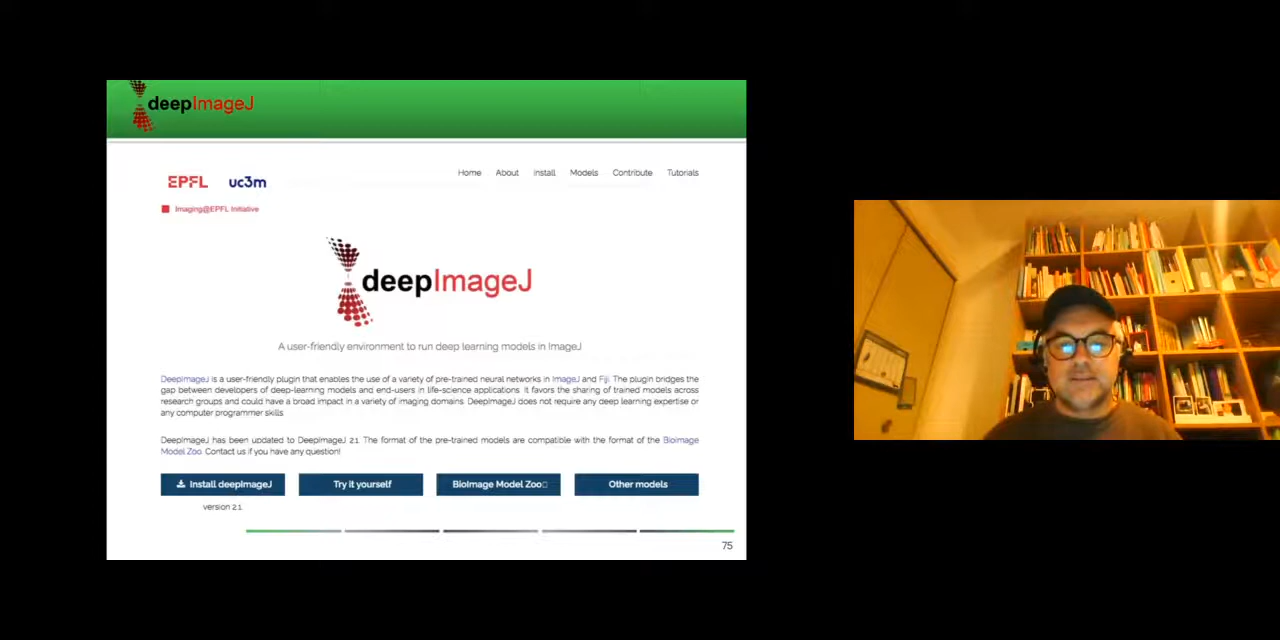 deepImageJ
Home About Install Models Contribute Tutorials
EPFL uc3m
Imaging@EPFL Initiative
deepImageJ
A user-friendly environment to run deep learning models in ImageJ
DeepImageJ is a user-friendly plugin that enables the use of a variety of pre-trained neural networks in ImageJ and Fiji. The plugin bridges the
gap between developers of deep-learning models and end-users in life-science applications. It favors the sharing of trained models across
research groups and could have a broad impact in a variety of imaging domains. DeepImageJ does not require any deep learning expertise or
any computer programmer skills
DeepImageJ has been updated to DeepImageJ 2.1. The format of the pre-trained models are compatible with the format of the Bioimage
Model Zoo. Contact us if you have any question!
Install deepImageJ Try it yourself BioImage Model Zoo Other models
version 2.1.
75